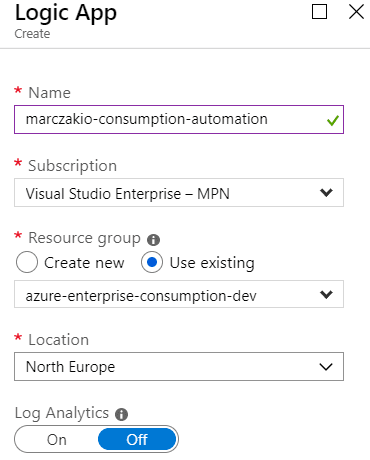 Logic App
Create
* Name
marczakio-consumption-automation
* Subscription
Visual Studio Enterprise – MPN
* Resource group
Create new Use existing
azure-enterprise-consumption-dev
* Location
North Europe
Log Analytics
On Off